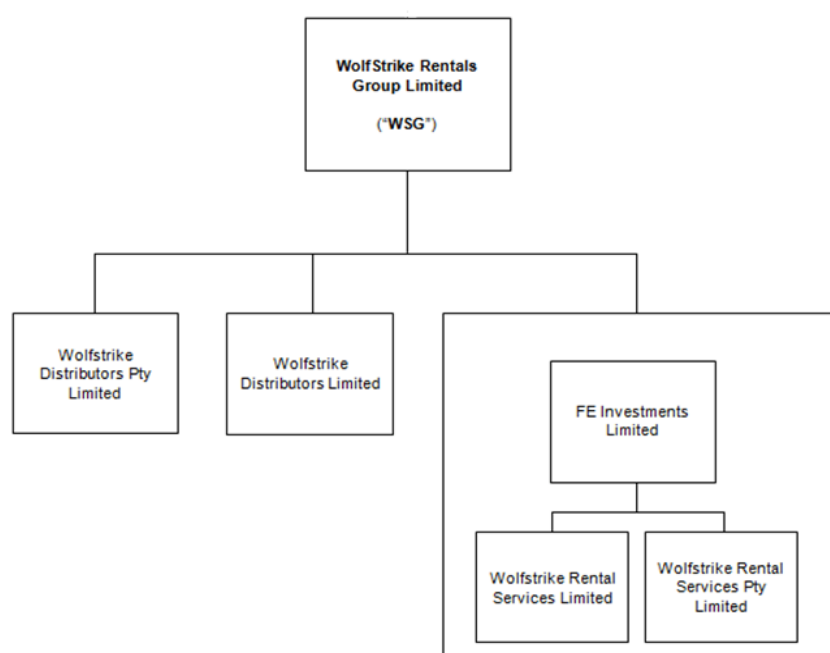 WolfStrike Rentals
Group Limited
("WSG")
Wolfstrike
Distributors Pty
Limited
Wolfstrike
Distributors Limited
FE Investments
Limited
Wolfstrike Rental
Services Limited
Wolfstrike Rental
Services Pty
Limited